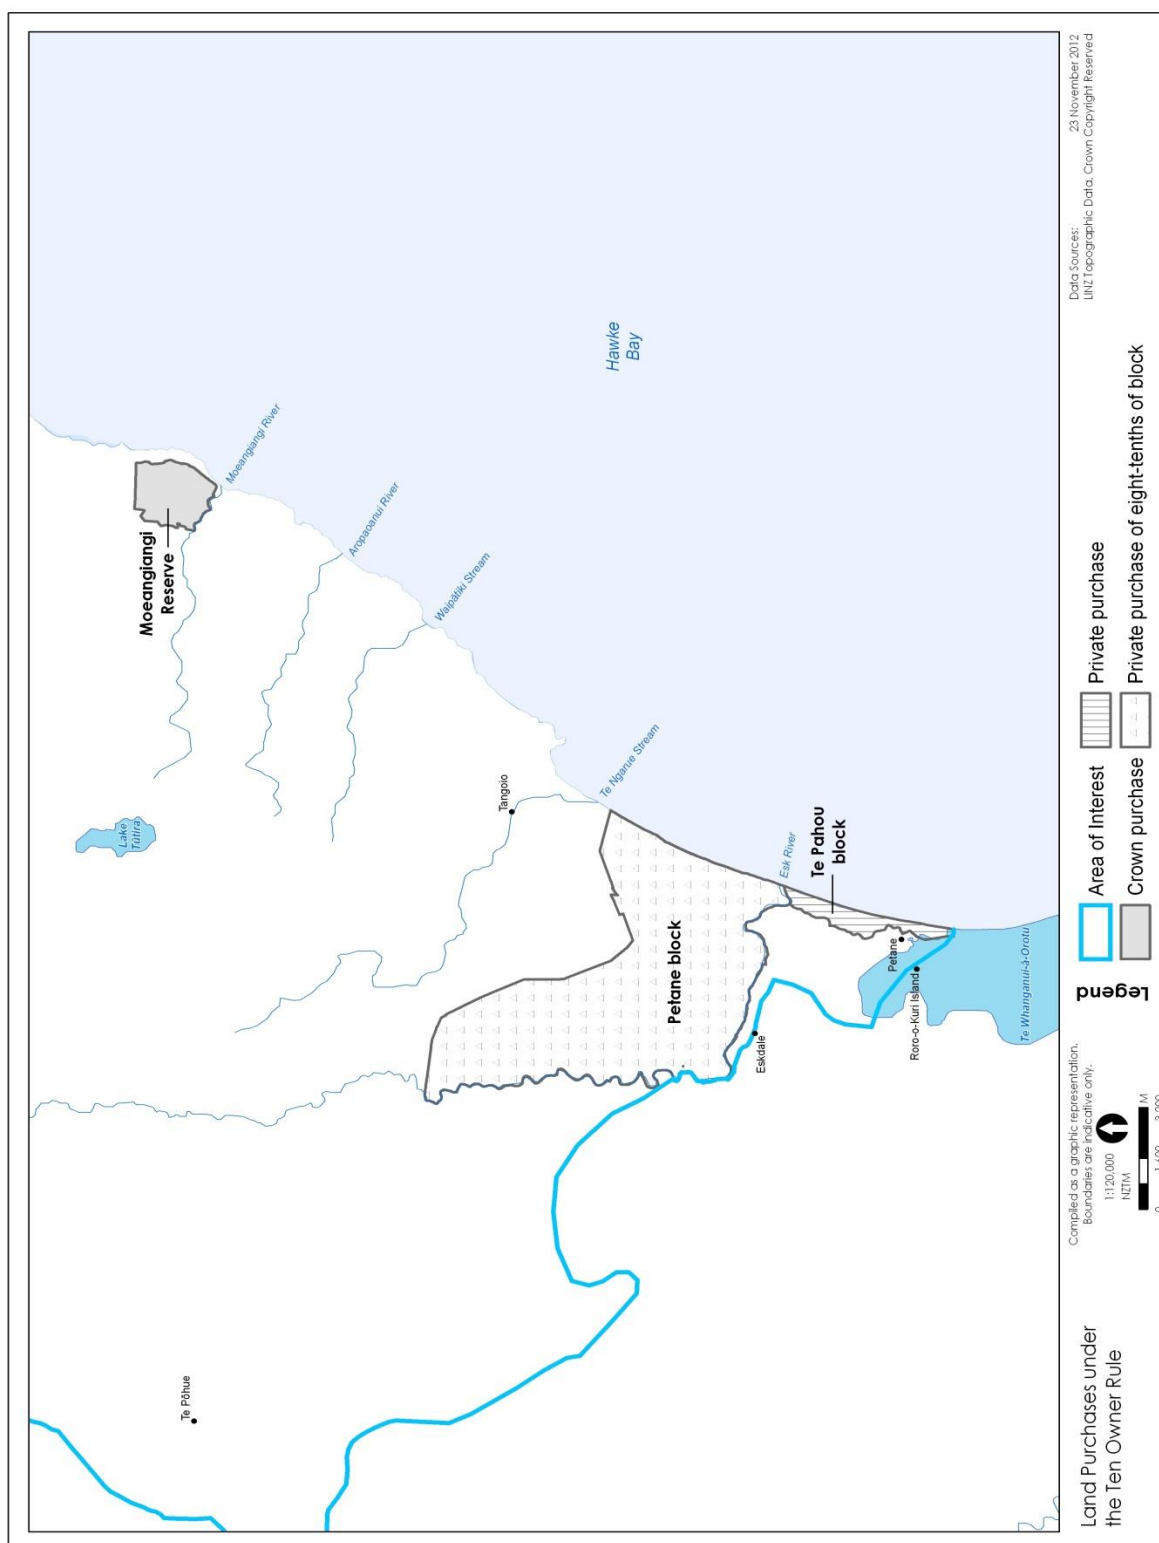 Te Pōhue
Lake
Tūtira
Moeangiangi
Reserve
Moeangiangi River
Aropaoanui River
Waipātiki Stream
Tangoio
Te Ngarue Stream
Hawke
Bay
Petane block
Esk River
Te Pahou
block
Eskdale
Petane
Roro-o-Kuri Island
Te Whanganui-à-Orotu
Land Purchases under
the Ten Owner Rule
Compiled as a graphic representation.
Boundaries are indicative only.
1:120,000
NZTM
M
Legend
Area of Interest
Crown purchase
Private purchase
Private purchase of eight-tenths of block
Data Sources: 23 November 2012
LINZ Topographic Data, Crown Copyright Reserved